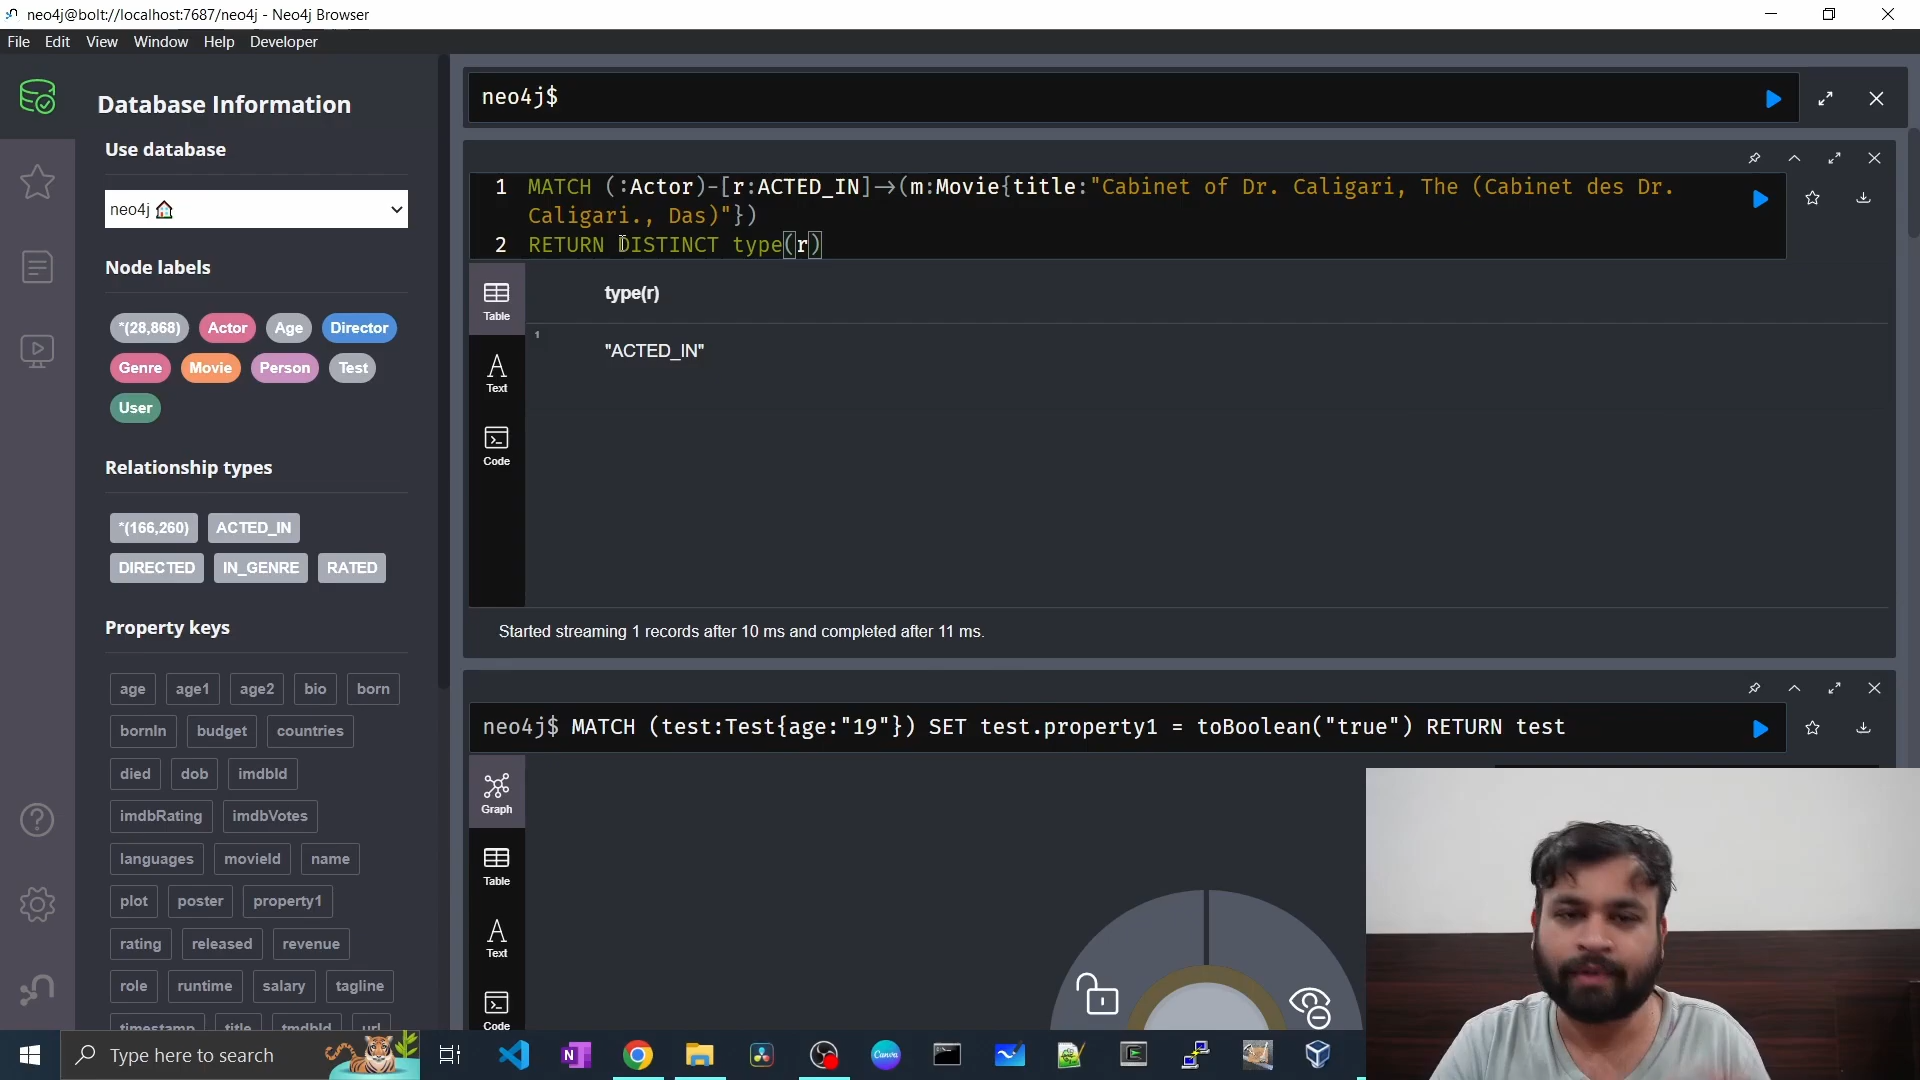 neo4j@bolt://localhost:7687/neo4j - Neo4j Browser
File Edit View Window Help Developer
Database Information
Use database
neo4j
Node labels
*(28,868) Actor Age Director
Genre Movie Person Test
User
Relationship types
*(166,260) ACTED_IN
DIRECTED IN_GENRE RATED
Property keys
age age1 age2 bio born
bornIn budget countries
died dob imdbId
imdbRating imdbVotes
languages movieId name
plot poster property1
rating released revenue
role runtime salary tagline
timestamp title tmdbId url
neo4j$
1 MATCH (:Actor)-[r:ACTED_IN]->(m:Movie{title:"Cabinet of Dr. Caligari, The (Cabinet des Dr.
Caligari., Das)"})
2 RETURN DISTINCT type(r)
Table
Text
Code
type(r)
1
"ACTED_IN"
Started streaming 1 records after 10 ms and completed after 11 ms.
neo4j$ MATCH (test:Test{age:"19"}) SET test.property1 = toBoolean("true") RETURN test
Graph
Table
Text
Code
Type here to search
N
Canva